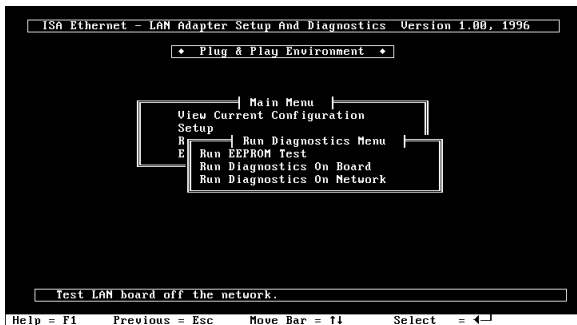 ISA Ethernet - LAN Adapter Setup And Diagnostics Version 1.00, 1996
♦ Plug & Play Environment ♦
Main Menu
View Current Configuration
Setup
R
E
Run Diagnostics Menu
Run EEPROM Test
Run Diagnostics On Board
Run Diagnostics On Network
Test LAN board off the network.
Help = F1 Previous = Esc Move Bar = ↑↓ Select = ◄┘